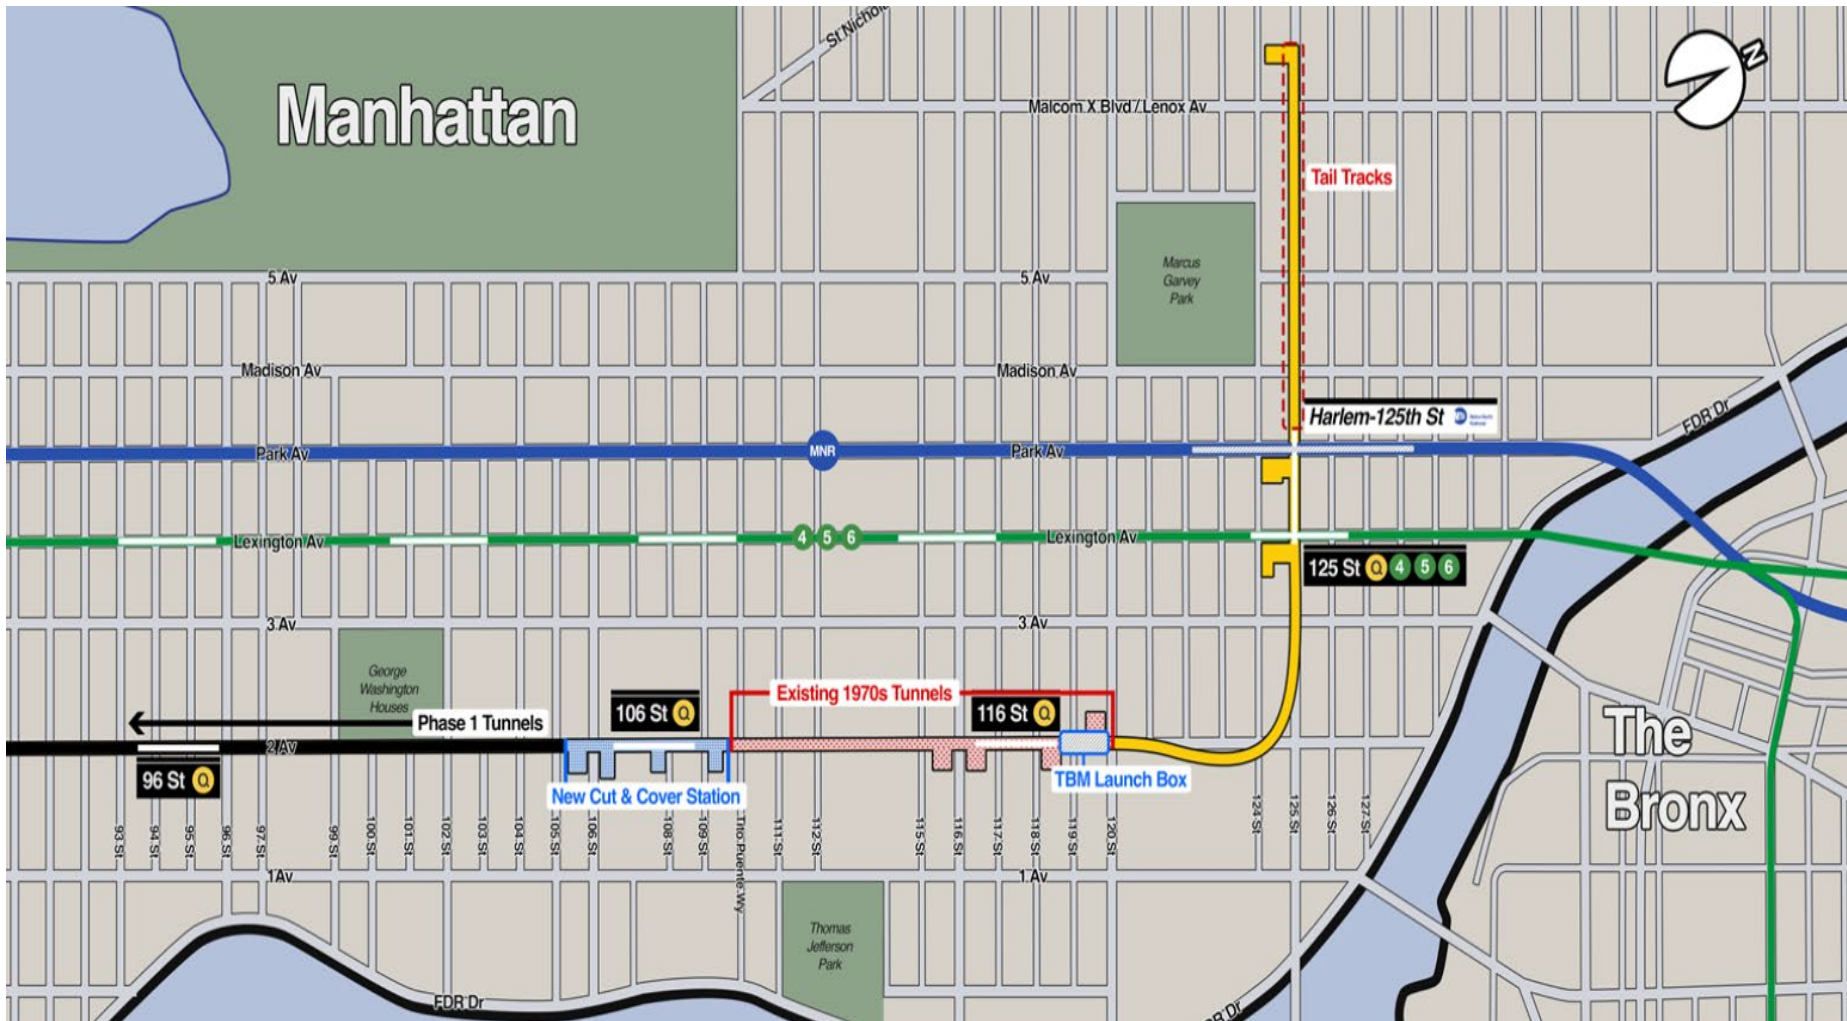 St Nichol
N
Manhattan
Malcom X Blvd / Lenox Av
Tail Tracks
Marcus
Garvey
Park
5 Av
5 Av
Madison Av
Madison Av
Harlem-125th St
FDR Dr
Park Av
MNR
Park Av
Lexington Av
4 5 6
Lexington Av
125 St Q 4 5 6
3 Av
3 Av
George
Washington
Houses
Existing 1970s Tunnels
Phase 1 Tunnels
106 St Q
116 St Q
2 Av
The
Bronx
96 St Q
New Cut & Cover Station
TBM Launch Box
93 St
94 St
95 St
96 St
97 St
99 St
100 St
101 St
102 St
103 St
104 St
105 St
106 St
108 St
109 St
Tito Puente Wy
111 St
112 St
115 St
116 St
117 St
118 St
119 St
120 St
124 St
125 St
126 St
127 St
1 Av
1 Av
Thomas
Jefferson
Park
FDR Dr
DR Dr